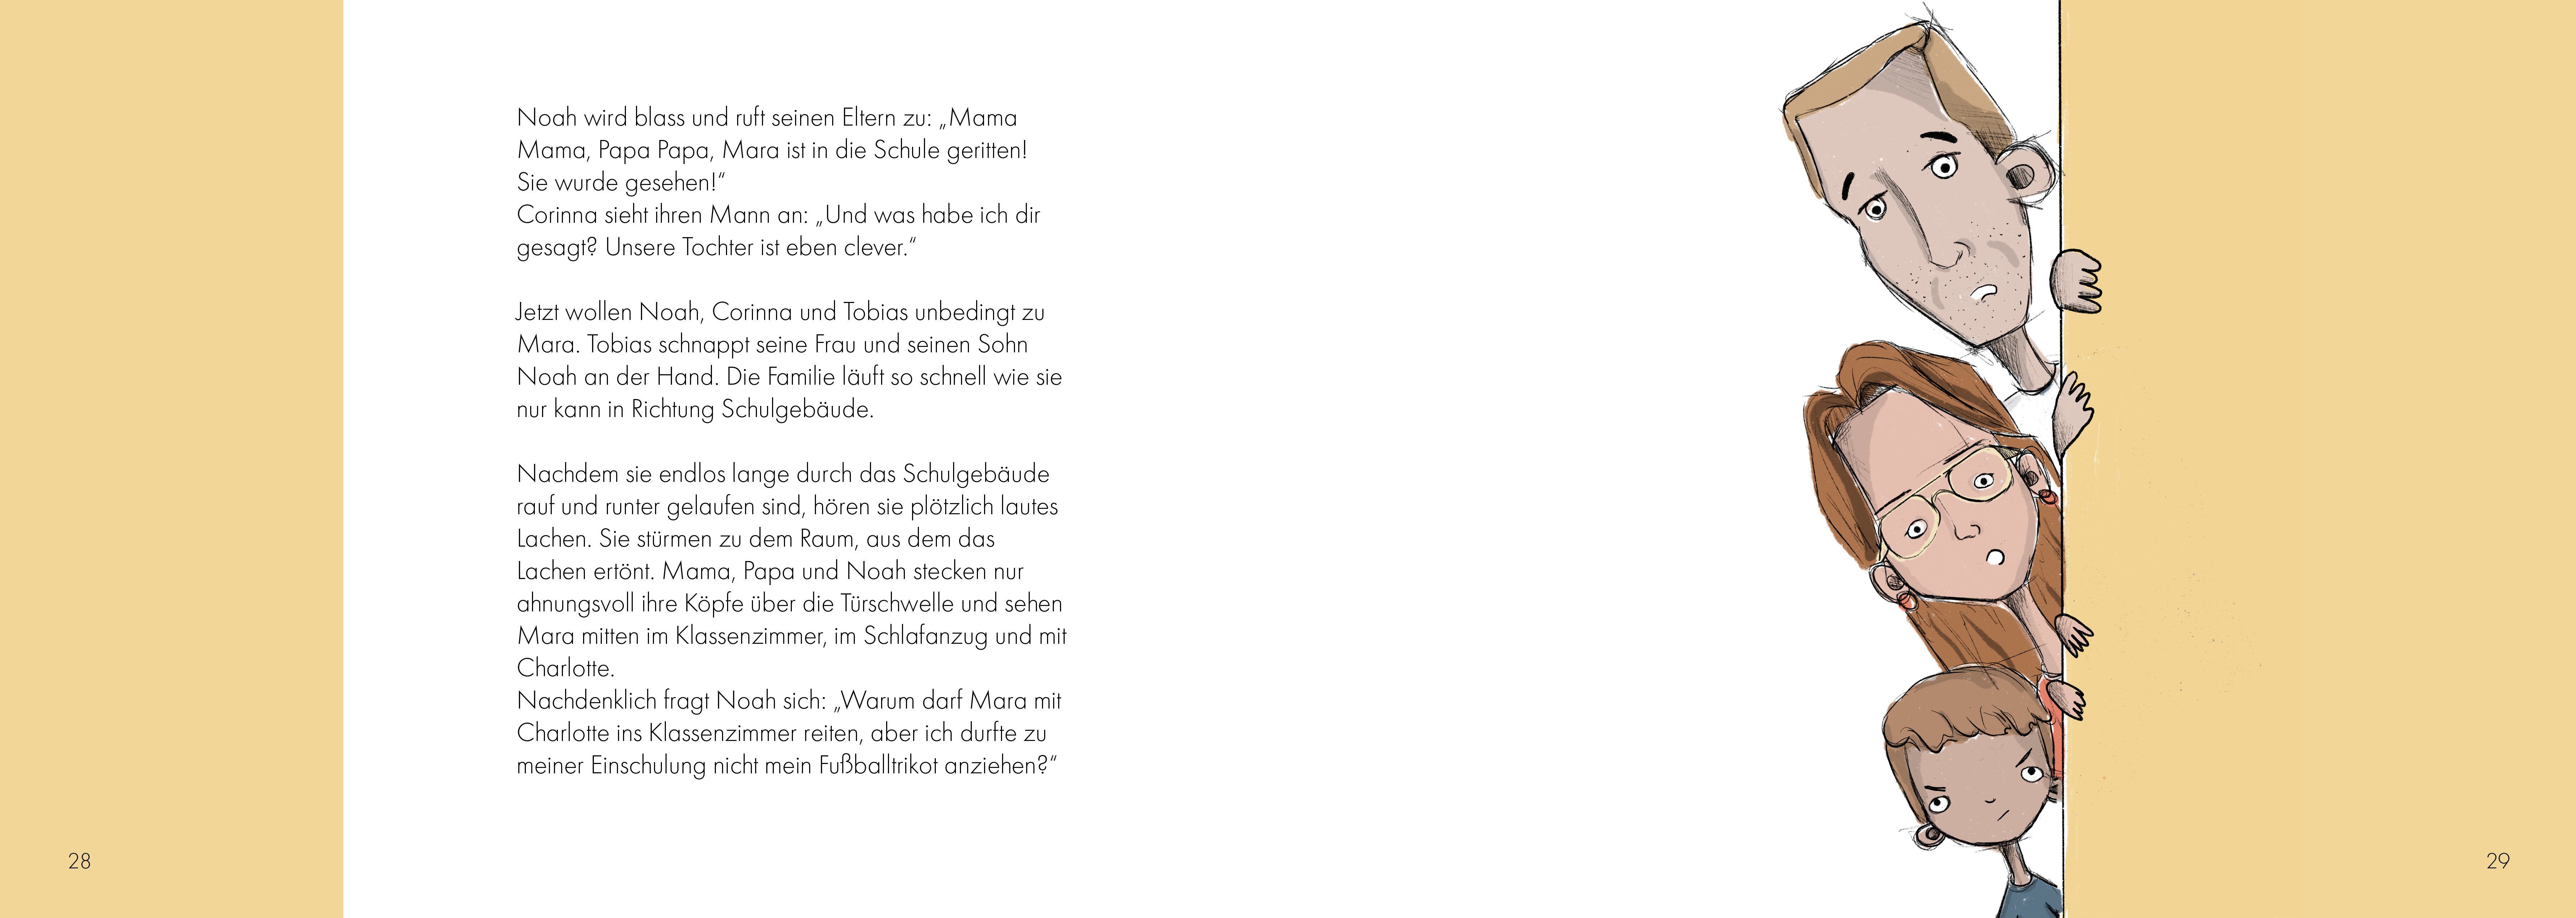 Noah wird blass und ruft seinen Eltern zu: „Mama
Mama, Papa Papa, Mara ist in die Schule geritten!
Sie wurde gesehen!“
Corinna sieht ihren Mann an: „Und was habe ich dir
gesagt? Unsere Tochter ist eben clever.“
Jetzt wollen Noah, Corinna und Tobias unbedingt zu
Mara. Tobias schnappt seine Frau und seinen Sohn
Noah an der Hand. Die Familie läuft so schnell wie sie
nur kann in Richtung Schulgebäude.
Nachdem sie endlos lange durch das Schulgebäude
rauf und runter gelaufen sind, hören sie plötzlich lautes
Lachen. Sie stürmen zu dem Raum, aus dem das
Lachen ertönt. Mama, Papa und Noah stecken nur
ahnungsvoll ihre Köpfe über die Türschwelle und sehen
Mara mitten im Klassenzimmer, im Schlafanzug und mit
Charlotte.
Nachdenklich fragt Noah sich: „Warum darf Mara mit
Charlotte ins Klassenzimmer reiten, aber ich durfte zu
meiner Einschulung nicht mein Fußballtrikot anziehen?“
28
29